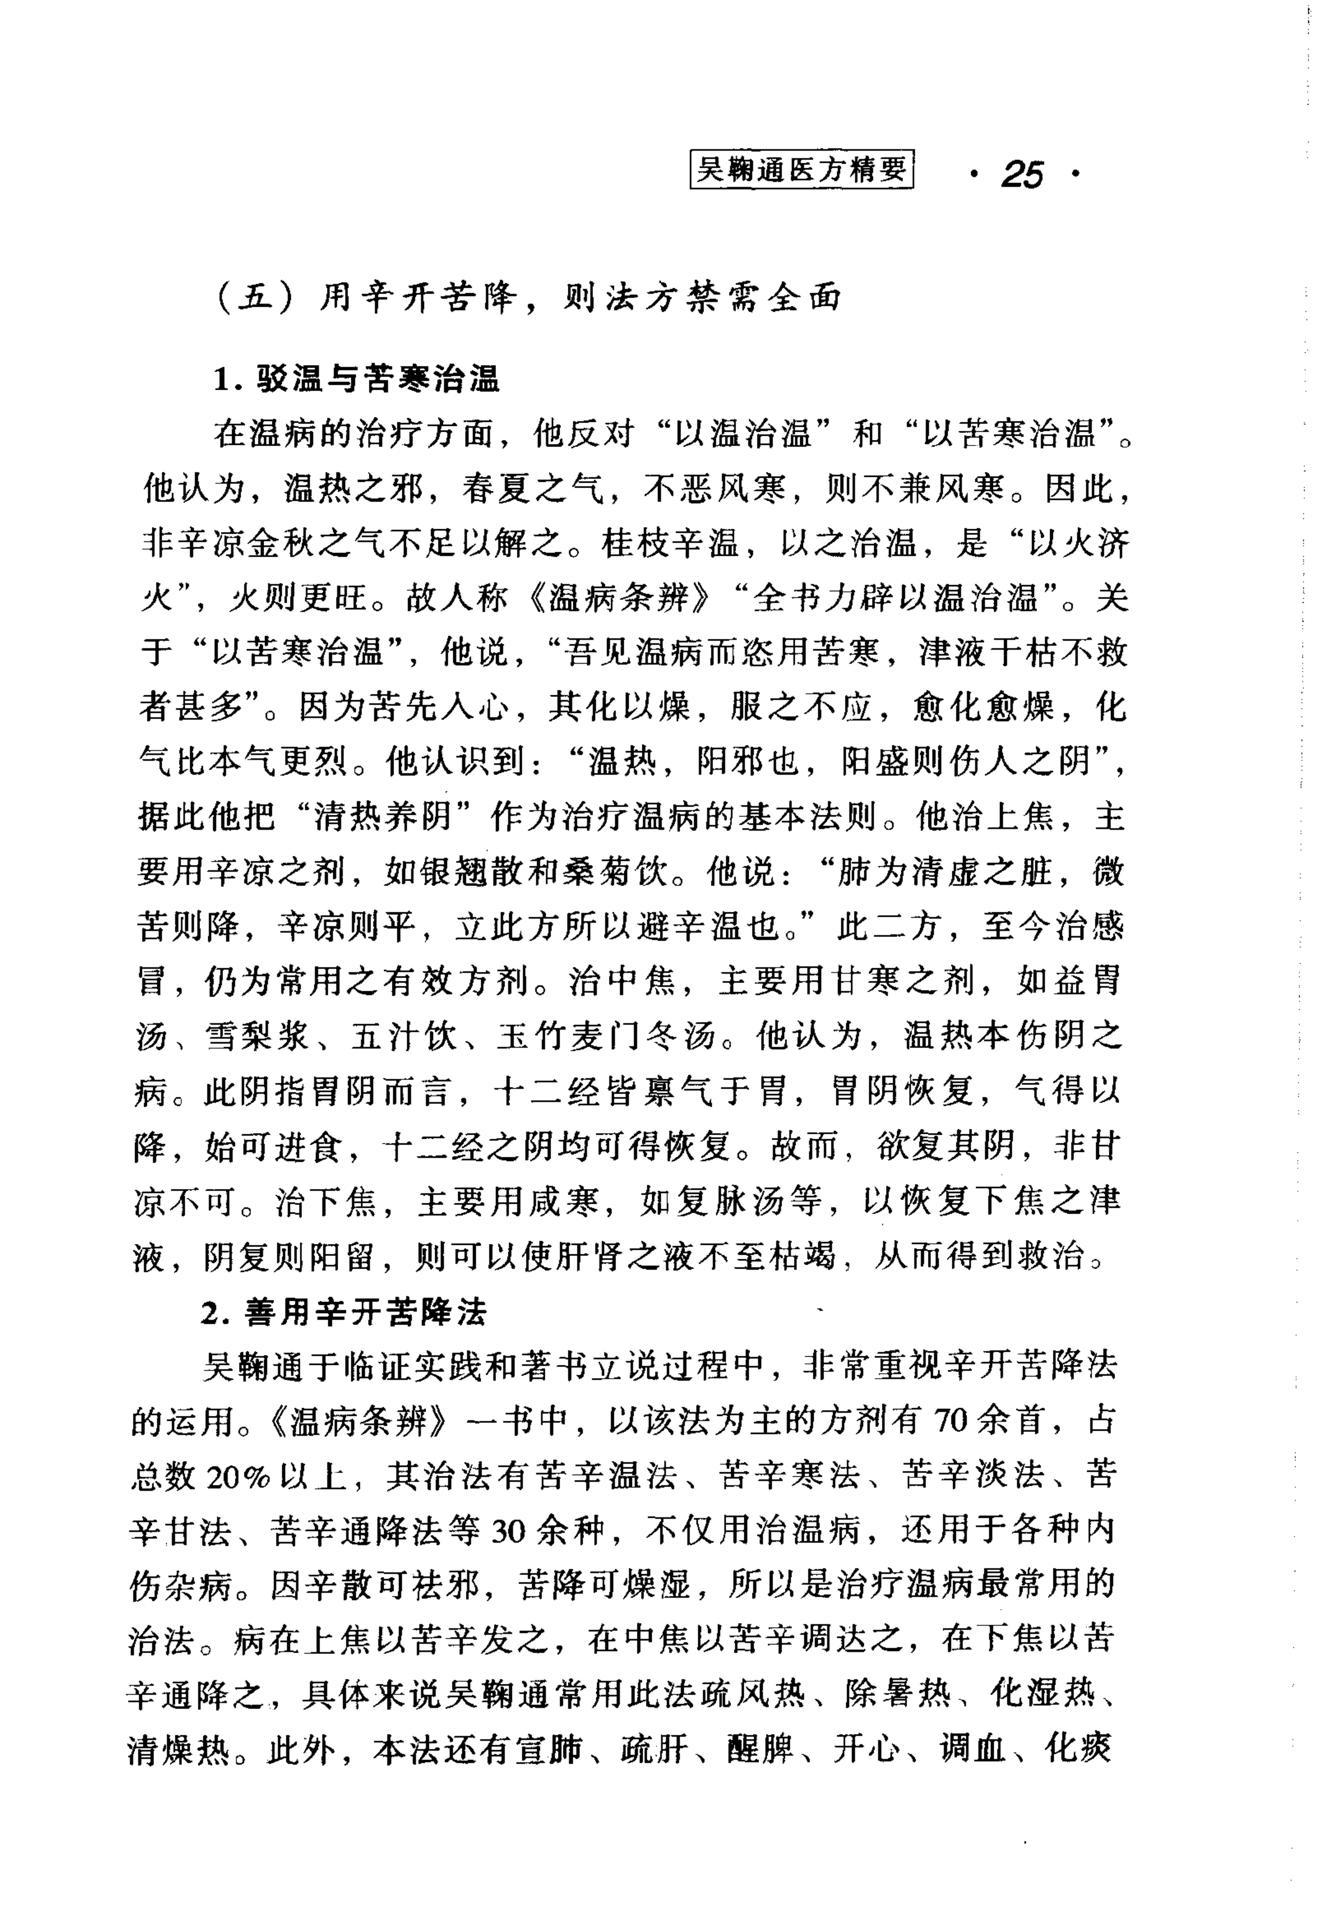 吴鞠通医方精要 · 25 ·
（五）用辛开苦降，则法方禁需全面
1. 驳温与苦寒治温
在温病的治疗方面，他反对“以温治温”和“以苦寒治温”。
他认为，温热之邪，春夏之气，不恶风寒，则不兼风寒。因此，
非辛凉金秋之气不足以解之。桂枝辛温，以之治温，是“以火济
火”，火则更旺。故人称《温病条辨》“全书力辟以温治温”。关
于“以苦寒治温”，他说，“吾见温病而恣用苦寒，津液干枯不救
者甚多”。因为苦先入心，其化以燥，服之不应，愈化愈燥，化
气比本气更烈。他认识到：“温热，阳邪也，阳盛则伤人之阴”，
据此他把“清热养阴”作为治疗温病的基本法则。他治上焦，主
要用辛凉之剂，如银翘散和桑菊饮。他说：“肺为清虚之脏，微
苦则降，辛凉则平，立此方所以避辛温也。”此二方，至今治感
冒，仍为常用之有效方剂。治中焦，主要用甘寒之剂，如益胃
汤、雪梨浆、五汁饮、玉竹麦门冬汤。他认为，温热本伤阴之
病。此阴指胃阴而言，十二经皆禀气于胃，胃阴恢复，气得以
降，始可进食，十二经之阴均可得恢复。故而，欲复其阴，非甘
凉不可。治下焦，主要用咸寒，如复脉汤等，以恢复下焦之津
液，阴复则阳留，则可以使肝肾之液不至枯竭，从而得到救治。
2. 善用辛开苦降法
吴鞠通于临证实践和著书立说过程中，非常重视辛开苦降法
的运用。《温病条辨》一书中，以该法为主的方剂有 70 余首，占
总数 20%以上，其治法有苦辛温法、苦辛寒法、苦辛淡法、苦
辛甘法、苦辛通降法等 30 余种，不仅用治温病，还用于各种内
伤杂病。因辛散可祛邪，苦降可燥湿，所以是治疗温病最常用的
治法。病在上焦以苦辛发之，在中焦以苦辛调达之，在下焦以苦
辛通降之，具体来说吴鞠通常用此法疏风热、除暑热、化湿热、
清燥热。此外，本法还有宣肺、疏肝、醒脾、开心、调血、化痰